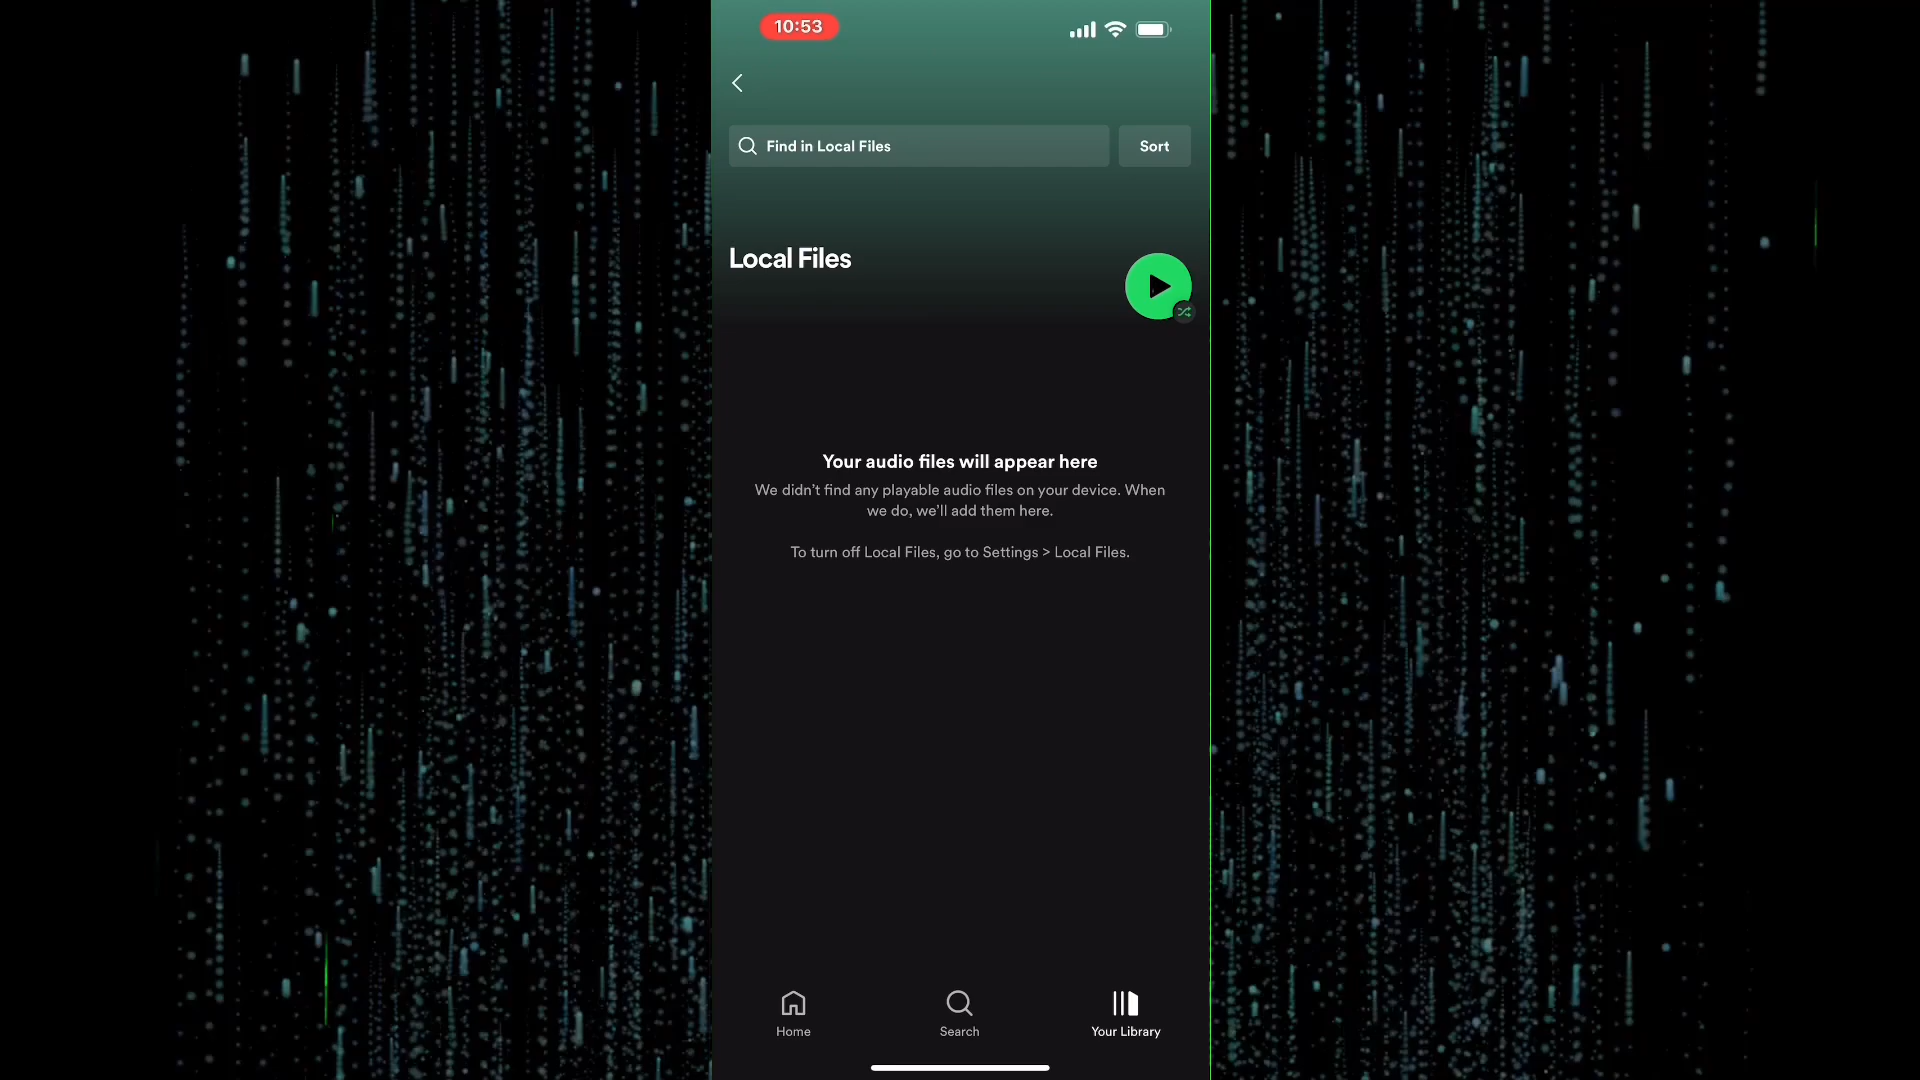 10:53
Find in Local Files
Sort
Local Files
Your audio files will appear here
We didn’t find any playable audio files on your device. When
we do, we’ll add them here.
To turn off Local Files, go to Settings > Local Files.
Home
Search
Your Library